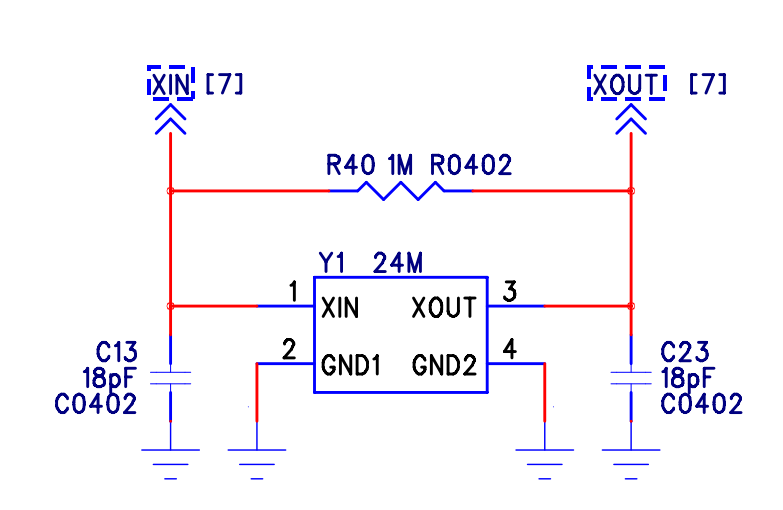 XIN [7]
XOUT [7]
R40 1M R0402
Y1 24M
1
XIN
XOUT
3
2
GND1
GND2
4
C13
18pF
C0402
C23
18pF
C0402